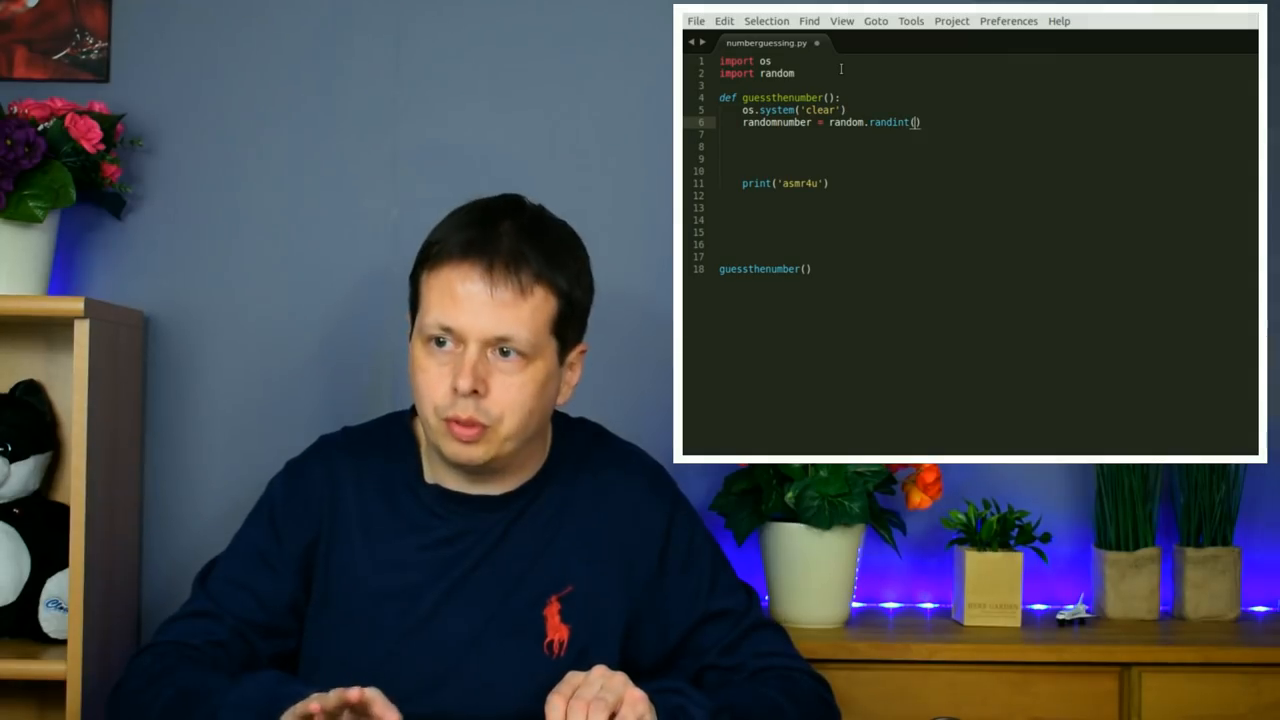 File Edit Selection Find View Goto Tools Project Preferences Help
numberguessing.py
1 import os
2 import random
3
4 def guessthenumber():
5 os.system('clear')
6 randomnumber = random.randint()
7
8
9
10
11 print('asmr4u')
12
13
14
15
16
17
18 guessthenumber()
HERB GARDEN